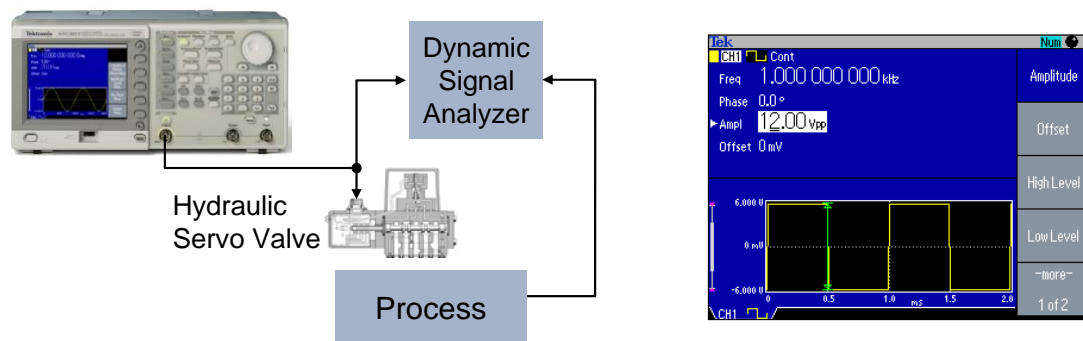 Tektronix
Dynamic
Signal
Analyzer
Hydraulic
Servo Valve
Process
Tek
Num
CH1 Cont
Freq 1.000 000 000 kHz
Phase 0.0 °
Ampl 12.00 Vpp
Offset 0 mV
Amplitude
Offset
High Level
Low Level
-more-
1 of 2
6.000 V
0 mV
-6.000 V
0 0.5 1.0 mS 1.5 2.0
CH1